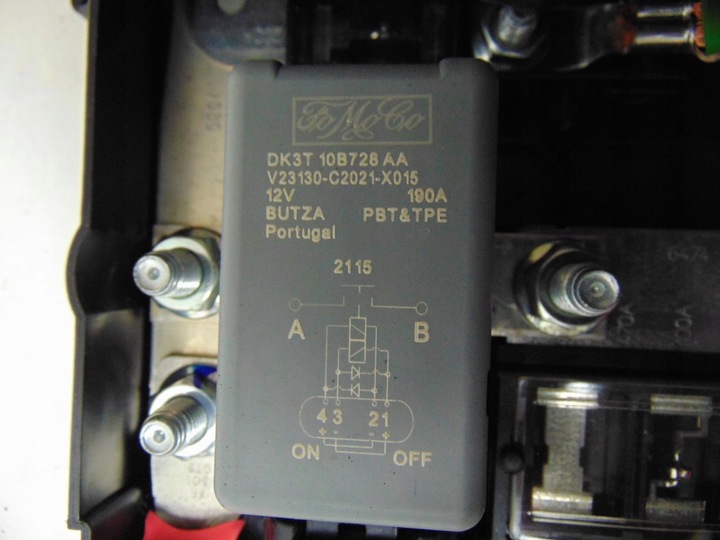 FoMoCo
DK3T 10B728 AA
V23130-C2021-X015
12V 190A
BUTZA PBT&TPE
Portugal
2115
A B
4 3 2 1
+ - - +
ON OFF